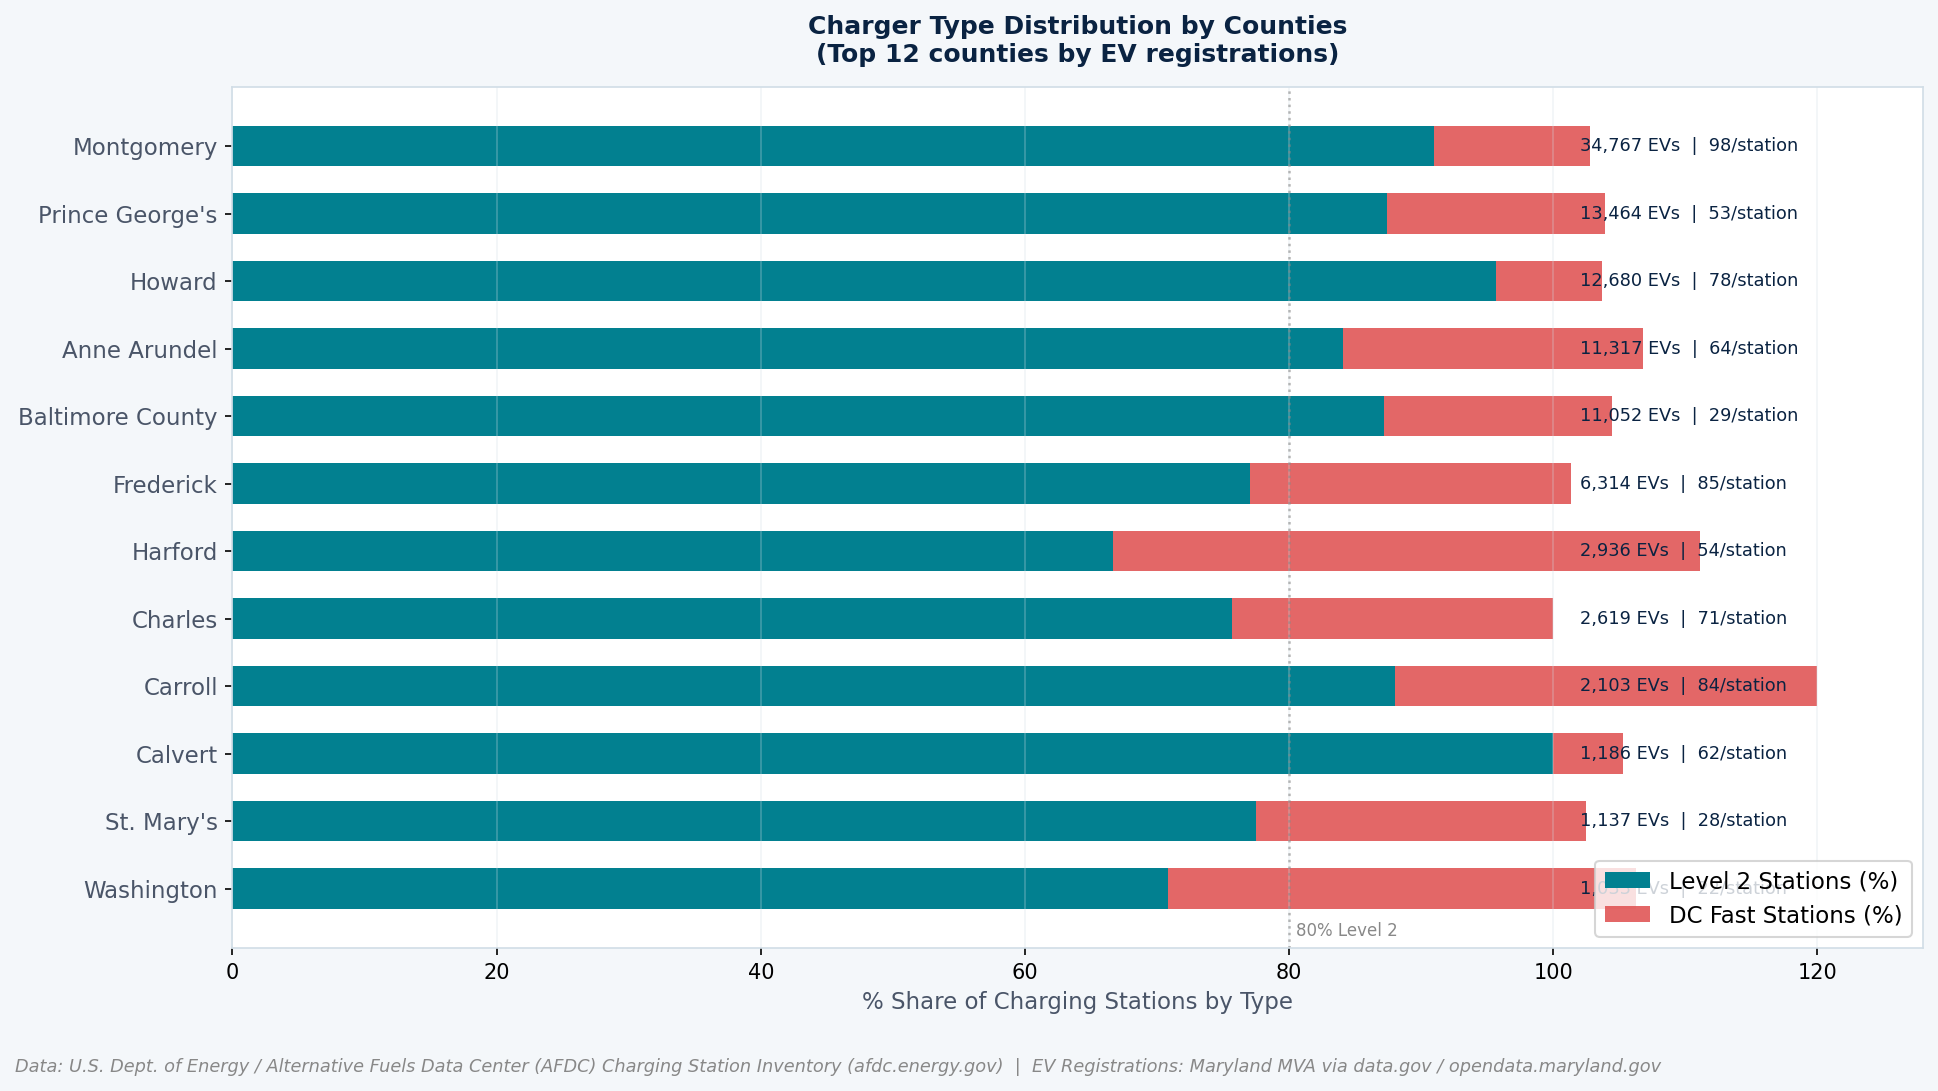 Charger Type Distribution by Counties
(Top 12 counties by EV registrations)
Montgomery 34,767 EVs | 98/station
Prince George's 13,464 EVs | 53/station
Howard 12,680 EVs | 78/station
Anne Arundel 11,317 EVs | 64/station
Baltimore County 11,052 EVs | 29/station
Frederick 6,314 EVs | 85/station
Harford 2,936 EVs | 54/station
Charles 2,619 EVs | 71/station
Carroll 2,103 EVs | 84/station
Calvert 1,186 EVs | 62/station
St. Mary's 1,137 EVs | 28/station
Washington
Level 2 Stations (%)
DC Fast Stations (%)
80% Level 2
0 20 40 60 80 100 120
% Share of Charging Stations by Type
Data: U.S. Dept. of Energy / Alternative Fuels Data Center (AFDC) Charging Station Inventory (afdc.energy.gov) | EV Registrations: Maryland MVA via data.gov / opendata.maryland.gov